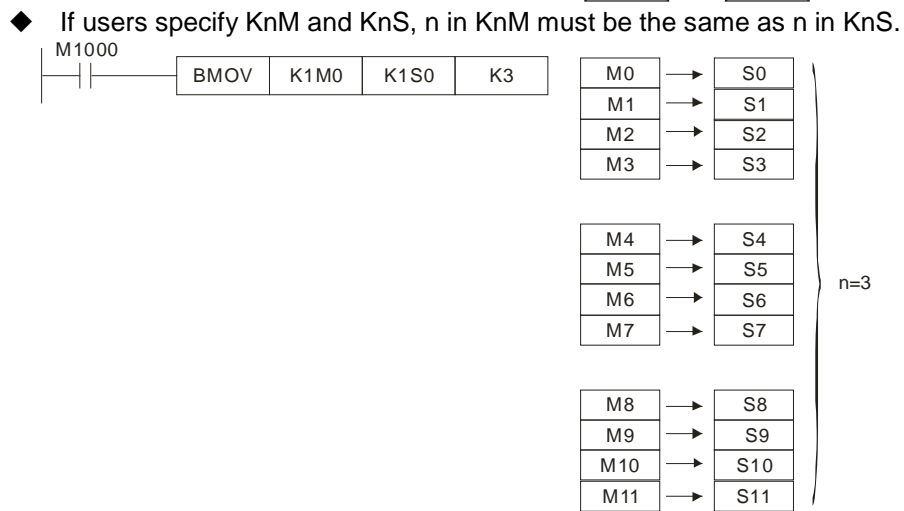 ◆ If users specify KnM and KnS, n in KnM must be the same as n in KnS.
M1000
BMOV K1M0 K1S0 K3
M0 S0
M1 S1
M2 S2
M3 S3
M4 S4
M5 S5
M6 S6
M7 S7
n=3
M8 S8
M9 S9
M10 S10
M11 S11